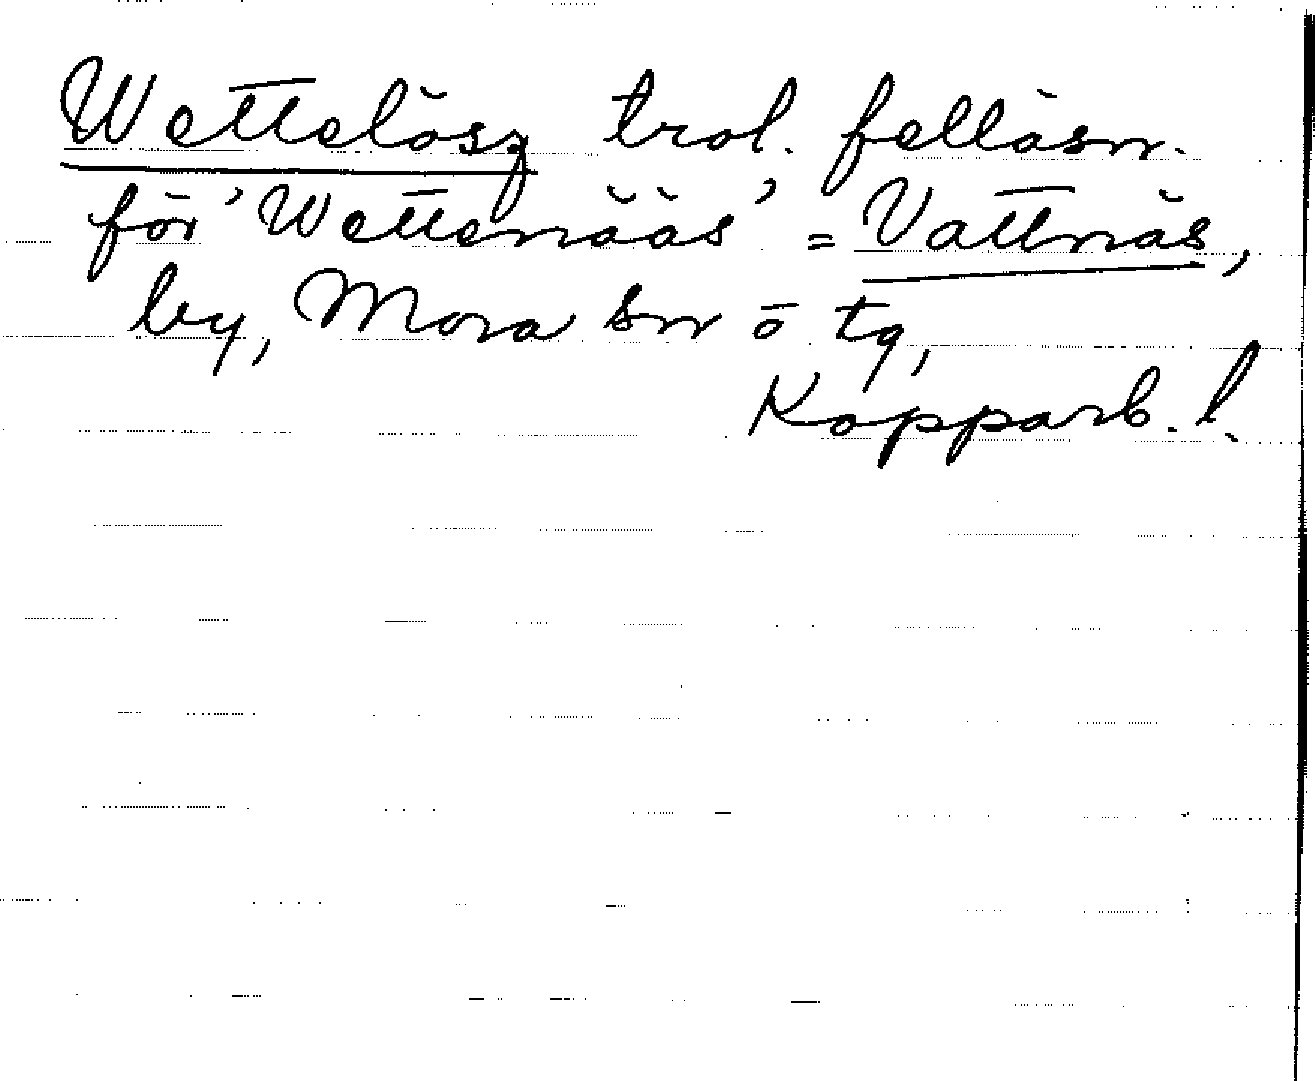 Wettelösz trol. felläsn.
för 'Wettenääs' = Vattnäs,
by, Mora sn o tg,
Kopparb. l.